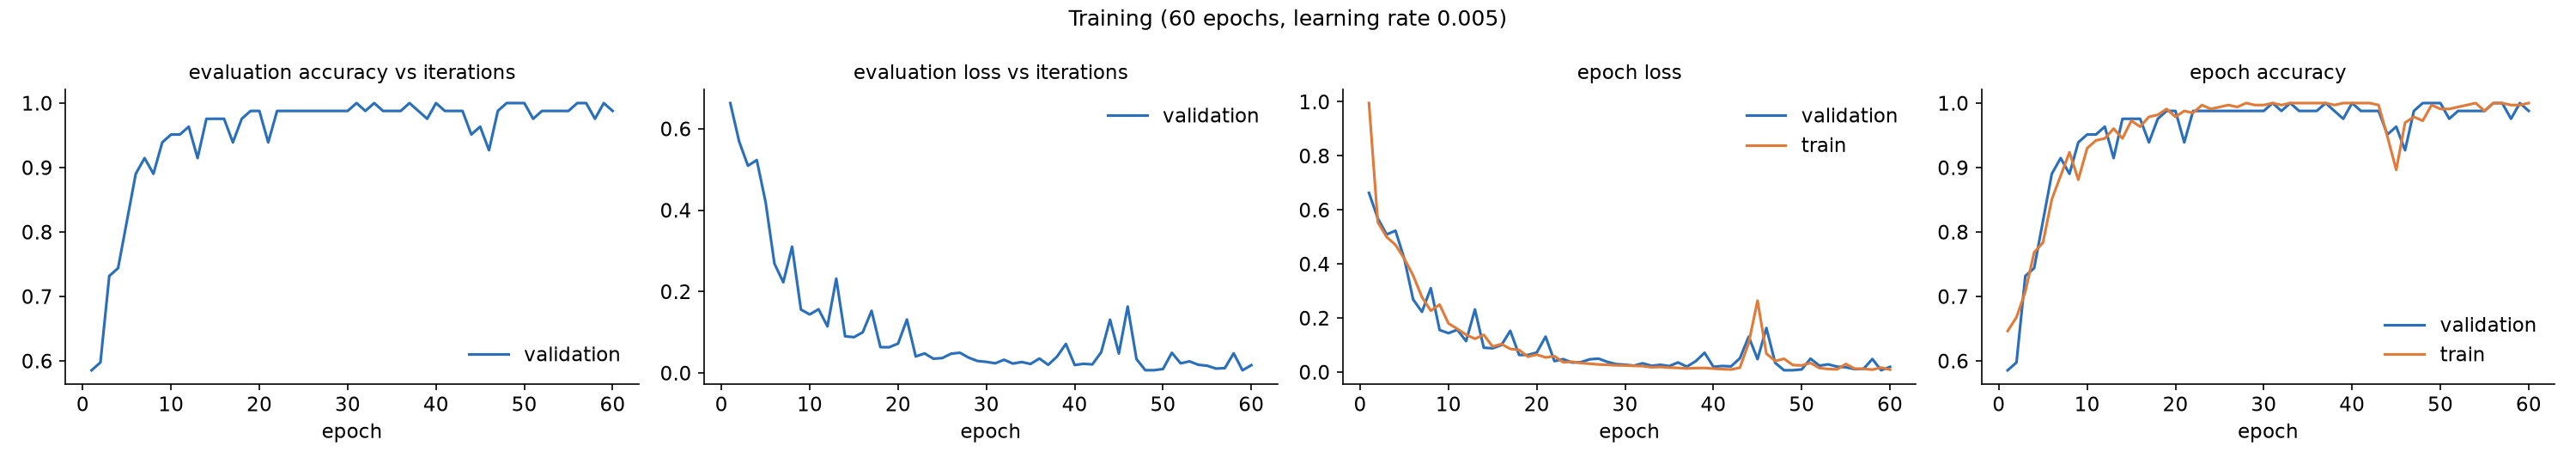 Training (60 epochs, learning rate 0.005)
evaluation accuracy vs iterations
1.0
0.9
0.8
0.7
0.6
validation
0 10 20 30 40 50 60
epoch
evaluation loss vs iterations
0.6
0.4
0.2
0.0
validation
0 10 20 30 40 50 60
epoch
epoch loss
1.0
0.8
0.6
0.4
0.2
0.0
validation
train
0 10 20 30 40 50 60
epoch
epoch accuracy
1.0
0.9
0.8
0.7
0.6
validation
train
0 10 20 30 40 50 60
epoch